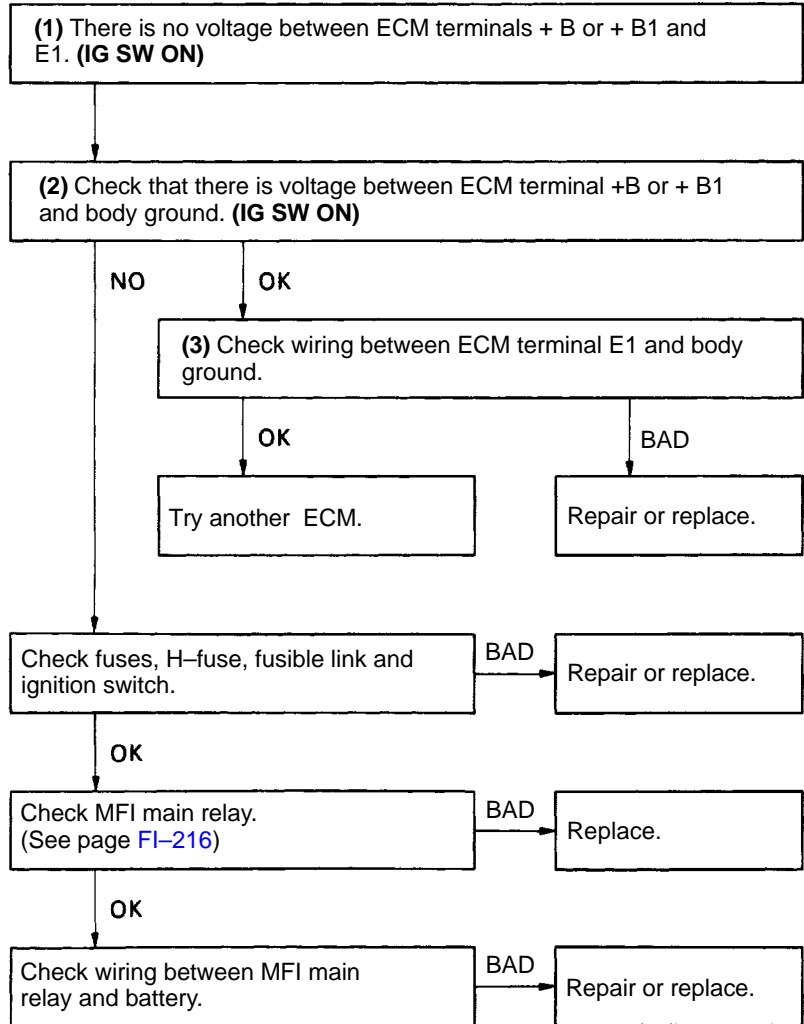 (1) There is no voltage between ECM terminals + B or + B1 and
E1. (IG SW ON)
(2) Check that there is voltage between ECM terminal +B or + B1
and body ground. (IG SW ON)
NO
OK
(3) Check wiring between ECM terminal E1 and body
ground.
OK
BAD
Try another ECM.
Repair or replace.
Check fuses, H–fuse, fusible link and
ignition switch.
BAD
Repair or replace.
OK
Check MFI main relay.
(See page FI–216)
BAD
Replace.
OK
Check wiring between MFI main
relay and battery.
BAD
Repair or replace.